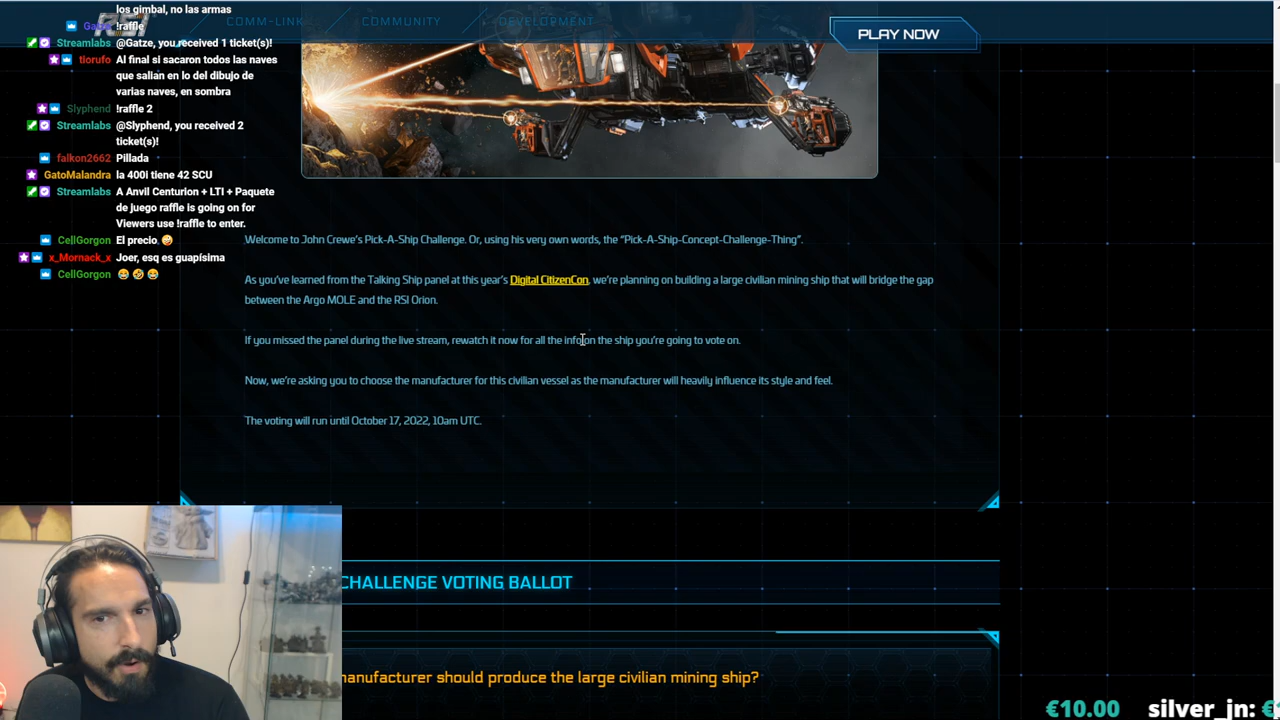 los gimbal, no las armas
Gatze !raffle
Streamlabs @Gatze, you received 1 ticket(s)!
tiorufo Al final si sacaron todos las naves
que salian en lo del dibujo de
varias naves, en sombra
Slyphend !raffle 2
Streamlabs @Slyphend, you received 2
ticket(s)!
falkon2662 Pillada
GatoMalandra la 400i tiene 42 SCU
Streamlabs A Anvil Centurion + LTI + Paquete
de juego raffle is going on for
Viewers use !raffle to enter.
CellGorgon El precio
x_Mornack_x Joer, esq es guapísima
CellGorgon
COMM-LINK
COMMUNITY
DEVELOPMENT
PLAY NOW
Welcome to John Crewe's Pick-A-Ship Challenge. Or, using his very own words, the “Pick-A-Ship-Concept-Challenge-Thing”.
As you've learned from the Talking Ship panel at this year's Digital CitizenCon, we're planning on building a large civilian mining ship that will bridge the gap
between the Argo MOLE and the RSI Orion.
If you missed the panel during the live stream, rewatch it now for all the info on the ship you're going to vote on.
Now, we're asking you to choose the manufacturer for this civilian vessel as the manufacturer will heavily influence its style and feel.
The voting will run until October 17, 2022, 10am UTC.
CHALLENGE VOTING BALLOT
manufacturer should produce the large civilian mining ship?
€10.00 silver_jn: €